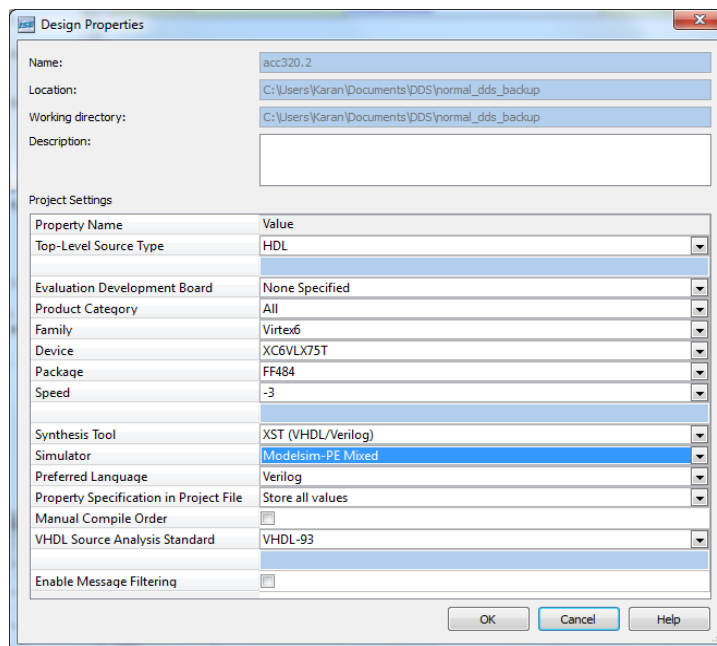 ISE Design Properties
Name: acc320.2
Location: C:\Users\Karan\Documents\DDS\normal_dds_backup
Working directory: C:\Users\Karan\Documents\DDS\normal_dds_backup
Description:
Project Settings
Property Name Value
Top-Level Source Type HDL
Evaluation Development Board None Specified
Product Category All
Family Virtex6
Device XC6VLX75T
Package FF484
Speed -3
Synthesis Tool XST (VHDL/Verilog)
Simulator Modelsim-PE Mixed
Preferred Language Verilog
Property Specification in Project File Store all values
Manual Compile Order
VHDL Source Analysis Standard VHDL-93
Enable Message Filtering
OK Cancel Help